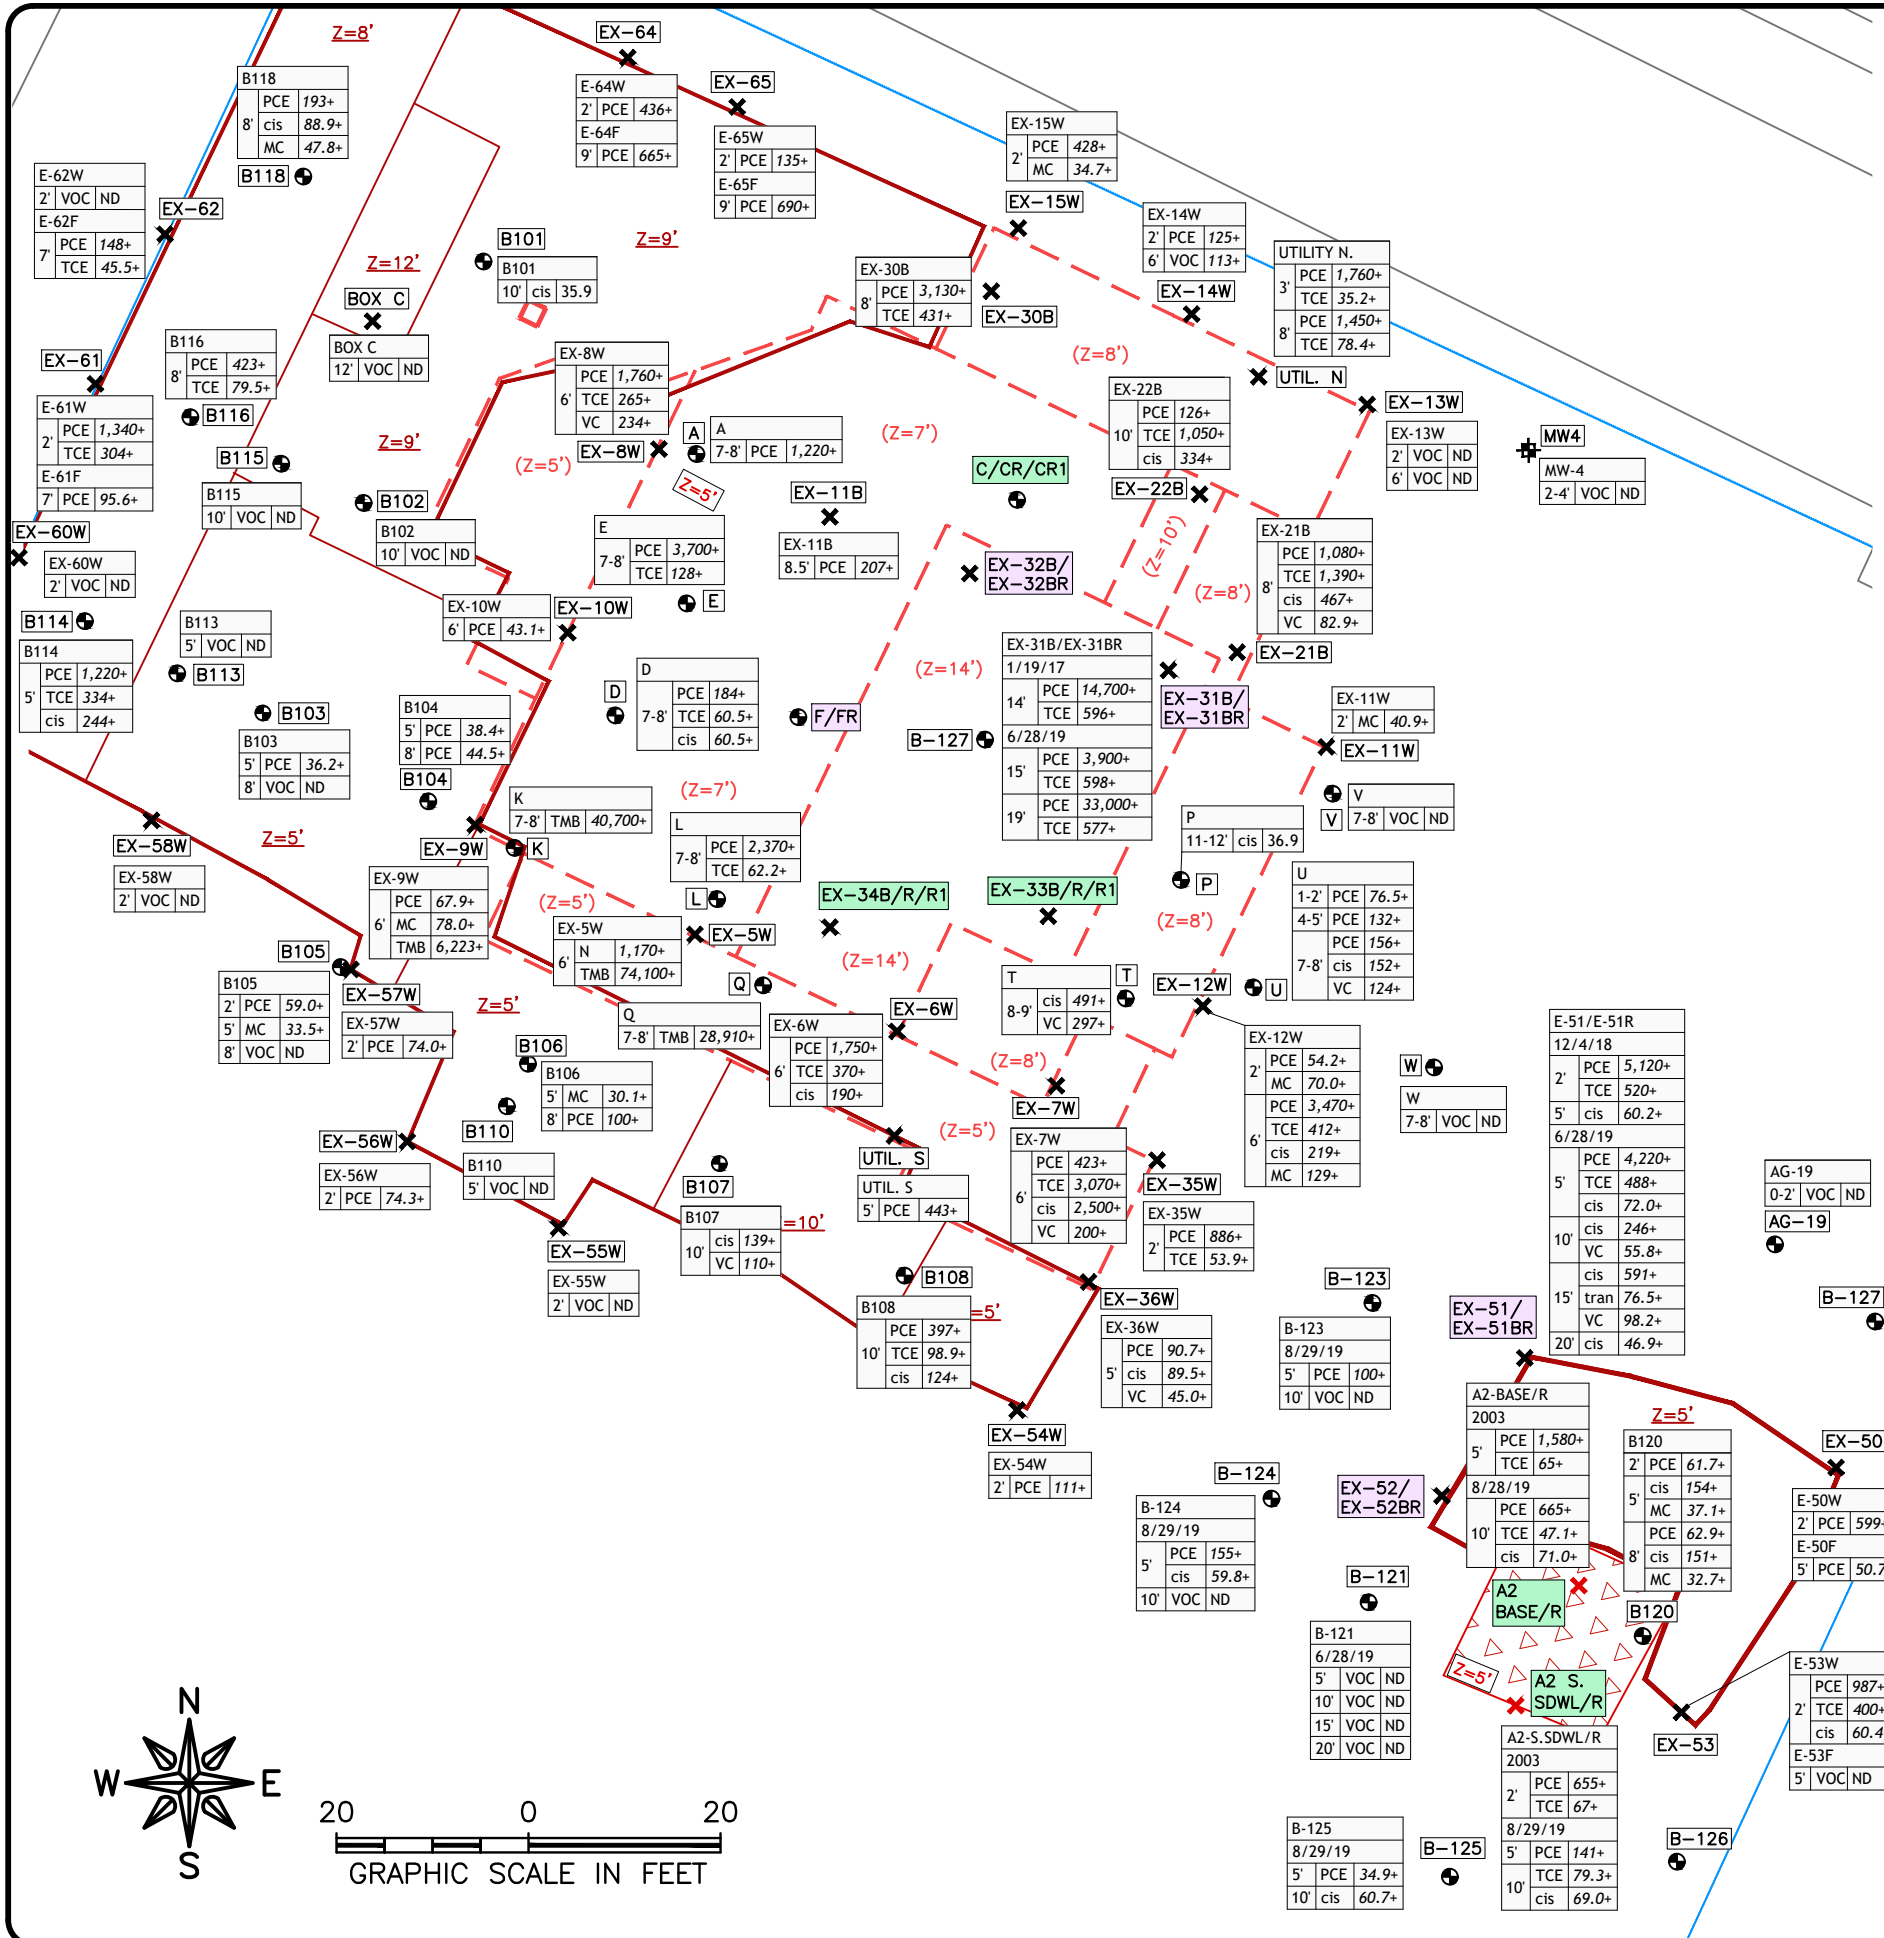 Z=8'
EX-64
E-64W
2' PCE 436+
E-64F
9' PCE 665+
EX-65
E-65W
2' PCE 135+
E-65F
9' PCE 690+
B118
8' PCE 193+
cis 88.9+
MC 47.8+
B118
EX-15W
2' PCE 428+
MC 34.7+
EX-15W
E-62W
2' VOC ND
E-62F
7' PCE 148+
TCE 45.5+
EX-62
B101
B101
10' cis 35.9
Z=9'
Z=12'
EX-14W
2' PCE 125+
6' VOC 113+
EX-14W
UTILITY N.
3' PCE 1,760+
TCE 35.2+
8' PCE 1,450+
TCE 78.4+
UTIL. N
EX-30B
8' PCE 3,130+
TCE 431+
EX-30B
BOX C
BOX C
12' VOC ND
B116
8' PCE 423+
TCE 79.5+
B116
EX-61
E-61W
2' PCE 1,340+
TCE 304+
E-61F
7' PCE 95.6+
EX-8W
6' PCE 1,760+
TCE 265+
VC 234+
EX-8W
(Z=8')
EX-22B
10' PCE 126+
TCE 1,050+
cis 334+
EX-22B
EX-13W
EX-13W
2' VOC ND
6' VOC ND
MW4
MW-4
2-4' VOC ND
Z=9'
(Z=5')
A
A
7-8' PCE 1,220+
Z=5'
(Z=7')
C/CR/CR1
B115
B115
10' VOC ND
B102
B102
10' VOC ND
EX-11B
EX-11B
8.5' PCE 207+
E
7-8' PCE 3,700+
TCE 128+
E
EX-60W
EX-60W
2' VOC ND
EX-32B/
EX-32BR
(Z=10')
(Z=8')
EX-21B
8' PCE 1,080+
TCE 1,390+
cis 467+
VC 82.9+
EX-21B
EX-10W
6' PCE 43.1+
EX-10W
B114
B114
5' PCE 1,220+
TCE 334+
cis 244+
B113
5' VOC ND
B113
B103
B103
5' PCE 36.2+
8' VOC ND
B104
5' PCE 38.4+
8' PCE 44.5+
B104
D
D
7-8' PCE 184+
TCE 60.5+
cis 60.5+
F/FR
(Z=14')
B-127
EX-31B/EX-31BR
1/19/17
14' PCE 14,700+
TCE 596+
6/28/19
15' PCE 3,900+
TCE 598+
19' PCE 33,000+
TCE 577+
EX-31B/
EX-31BR
EX-11W
2' MC 40.9+
EX-11W
V
V
7-8' VOC ND
(Z=7')
K
7-8' TMB 40,700+
EX-9W
K
L
7-8' PCE 2,370+
TCE 62.2+
L
P
11-12' cis 36.9
P
U
1-2' PCE 76.5+
4-5' PCE 132+
7-8' PCE 156+
cis 152+
VC 124+
U
EX-58W
EX-58W
2' VOC ND
Z=5'
EX-9W
6' PCE 67.9+
MC 78.0+
TMB 6,223+
(Z=5')
EX-34B/R/R1
EX-33B/R/R1
(Z=8')
EX-5W
6' N 1,170+
TMB 74,100+
EX-5W
(Z=14')
B105
B105
2' PCE 59.0+
5' MC 33.5+
8' VOC ND
EX-57W
EX-57W
2' PCE 74.0+
Z=5'
Q
Q
7-8' TMB 28,910+
EX-6W
EX-6W
6' PCE 1,750+
TCE 370+
cis 190+
T
8-9' cis 491+
VC 297+
T
EX-12W
EX-12W
2' PCE 54.2+
MC 70.0+
6' PCE 3,470+
TCE 412+
cis 219+
MC 129+
(Z=8')
EX-7W
EX-7W
6' PCE 423+
TCE 3,070+
cis 2,500+
VC 200+
B106
B106
5' MC 30.1+
8' PCE 100+
B110
B110
5' VOC ND
EX-56W
EX-56W
2' PCE 74.3+
(Z=5')
UTIL. S
UTIL. S
5' PCE 443+
EX-35W
EX-35W
2' PCE 886+
TCE 53.9+
W
W
7-8' VOC ND
E-51/E-51R
12/4/18
2' PCE 5,120+
TCE 520+
5' cis 60.2+
6/28/19
5' PCE 4,220+
TCE 488+
cis 72.0+
10' cis 246+
VC 55.8+
15' cis 591+
tran 76.5+
VC 98.2+
20' cis 46.9+
AG-19
0-2' VOC ND
AG-19
B107
B107
10' cis 139+
VC 110+
=10'
EX-55W
EX-55W
2' VOC ND
B108
B108
10' PCE 397+
TCE 98.9+
cis 124+
=5'
EX-36W
EX-36W
5' PCE 90.7+
cis 89.5+
VC 45.0+
EX-54W
EX-54W
2' PCE 111+
B-123
B-123
8/29/19
5' PCE 100+
10' VOC ND
EX-51/
EX-51BR
B-127
A2-BASE/R
2003
5' PCE 1,580+
TCE 65+
8/28/19
10' PCE 665+
TCE 47.1+
cis 71.0+
Z=5'
B120
2' PCE 61.7+
5' cis 154+
MC 37.1+
8' PCE 62.9+
cis 151+
MC 32.7+
B120
EX-50
E-50W
2' PCE 599+
E-50F
5' PCE 50.7
B-124
B-124
8/29/19
5' PCE 155+
cis 59.8+
10' VOC ND
EX-52/
EX-52BR
B-121
B-121
6/28/19
5' VOC ND
10' VOC ND
15' VOC ND
20' VOC ND
A2
BASE/R
Z=5'
A2 S.
SDWL/R
A2-S.SDWL/R
2003
2' PCE 655+
TCE 67+
8/29/19
5' PCE 141+
10' TCE 79.3+
cis 69.0+
EX-53
E-53W
2' PCE 987+
TCE 400+
cis 60.4
E-53F
5' VOC ND
B-125
8/29/19
5' PCE 34.9+
10' cis 60.7+
B-125
B-126
N
W E
S
20 0 20
GRAPHIC SCALE IN FEET